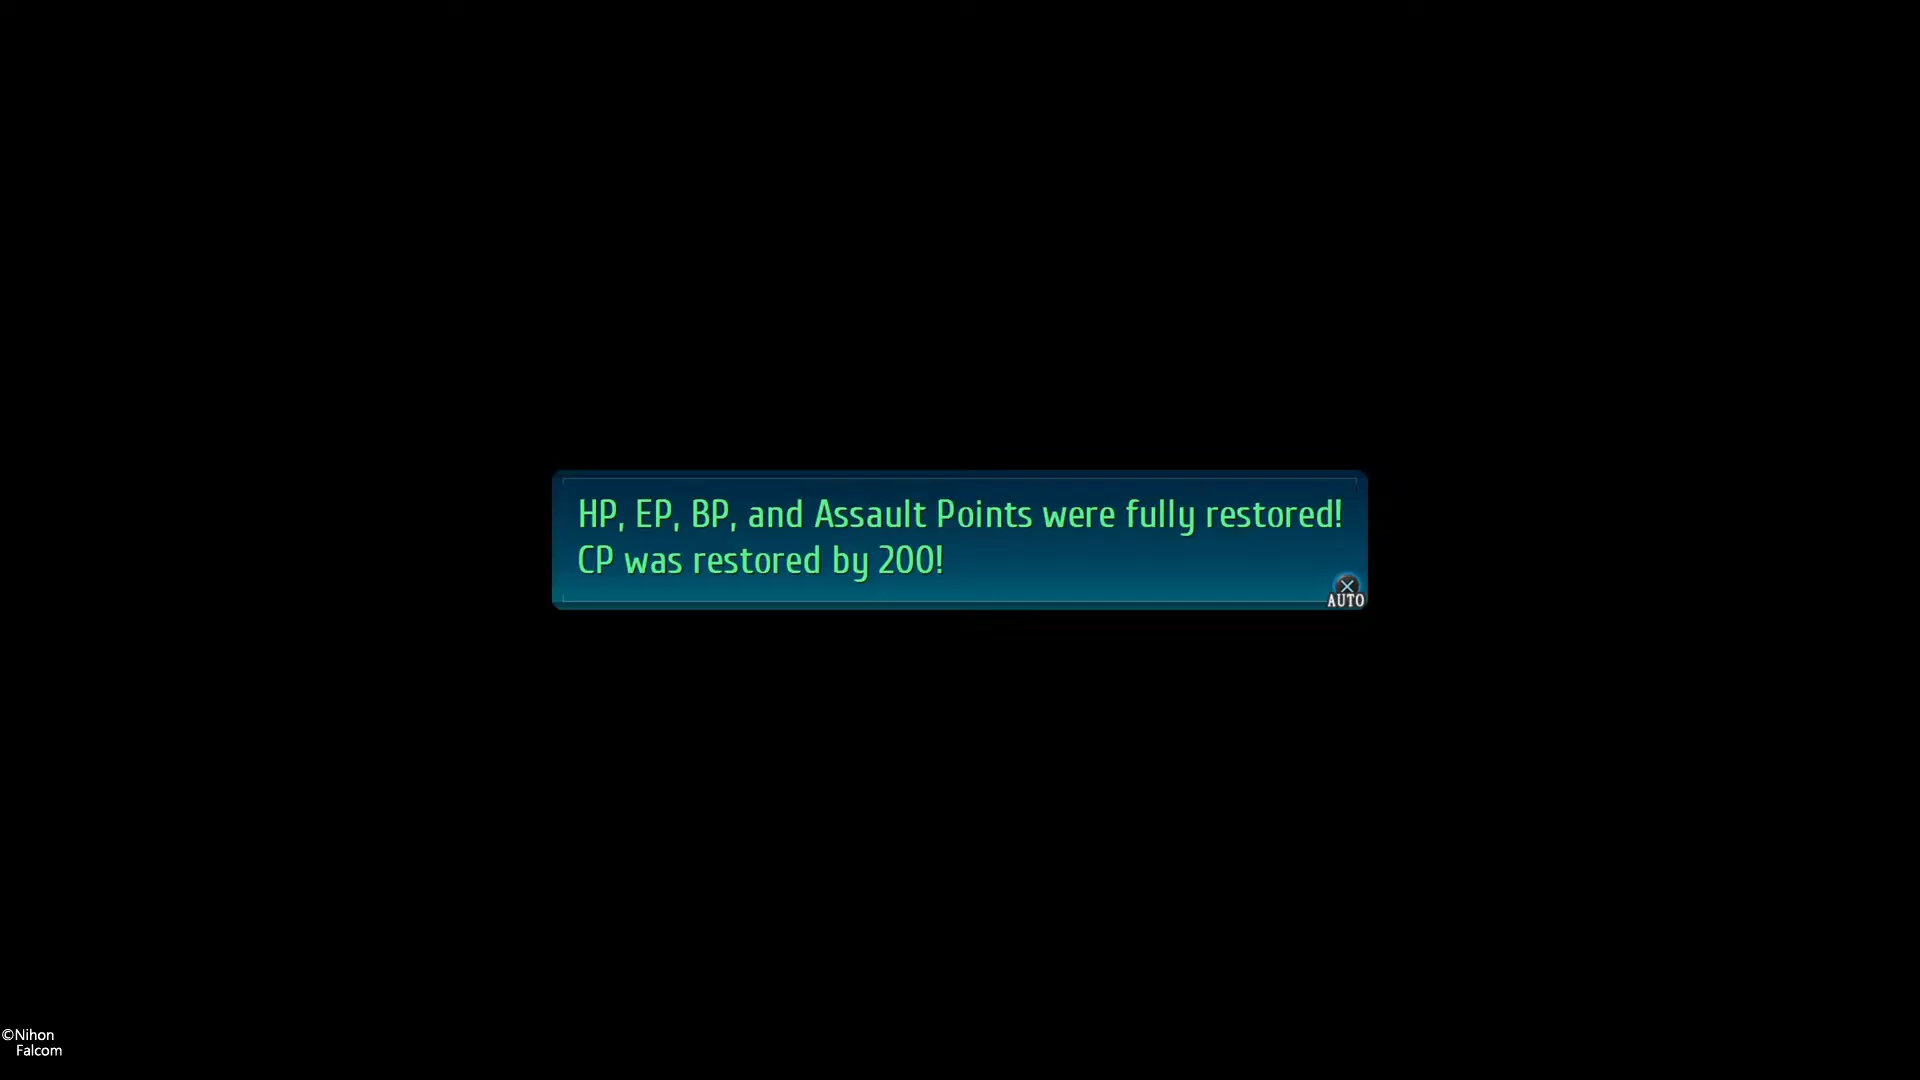 HP, EP, BP, and Assault Points were fully restored!
CP was restored by 200!
AUTO
©Nihon
Falcom